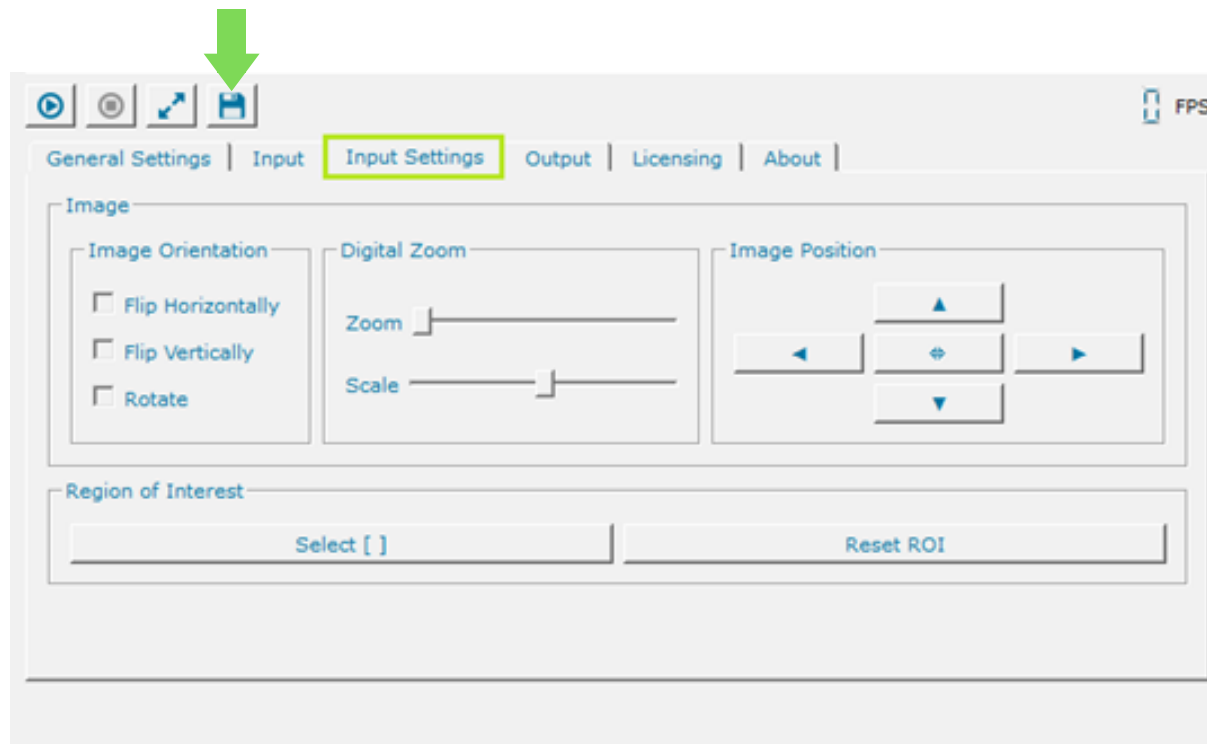 0 FPS
General Settings Input Input Settings Output Licensing About
Image
Image Orientation Digital Zoom Image Position
Flip Horizontally
Zoom
Flip Vertically
Scale
Rotate
Region of Interest
Select [ ] Reset ROI